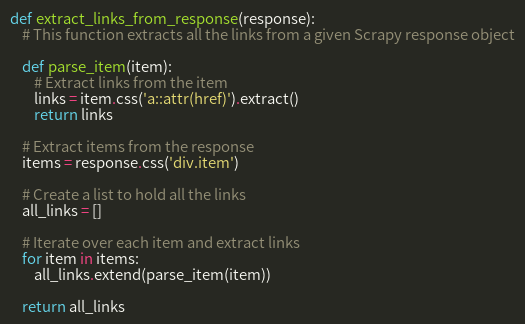 def extract_links_from_response(response):
    # This function extracts all the links from a given Scrapy response object

    def parse_item(item):
        # Extract links from the item
        links = item.css('a::attr(href)').extract()
        return links

    # Extract items from the response
    items = response.css('div.item')

    # Create a list to hold all the links
    all_links = []

    # Iterate over each item and extract links
    for item in items:
        all_links.extend(parse_item(item))

    return all_links